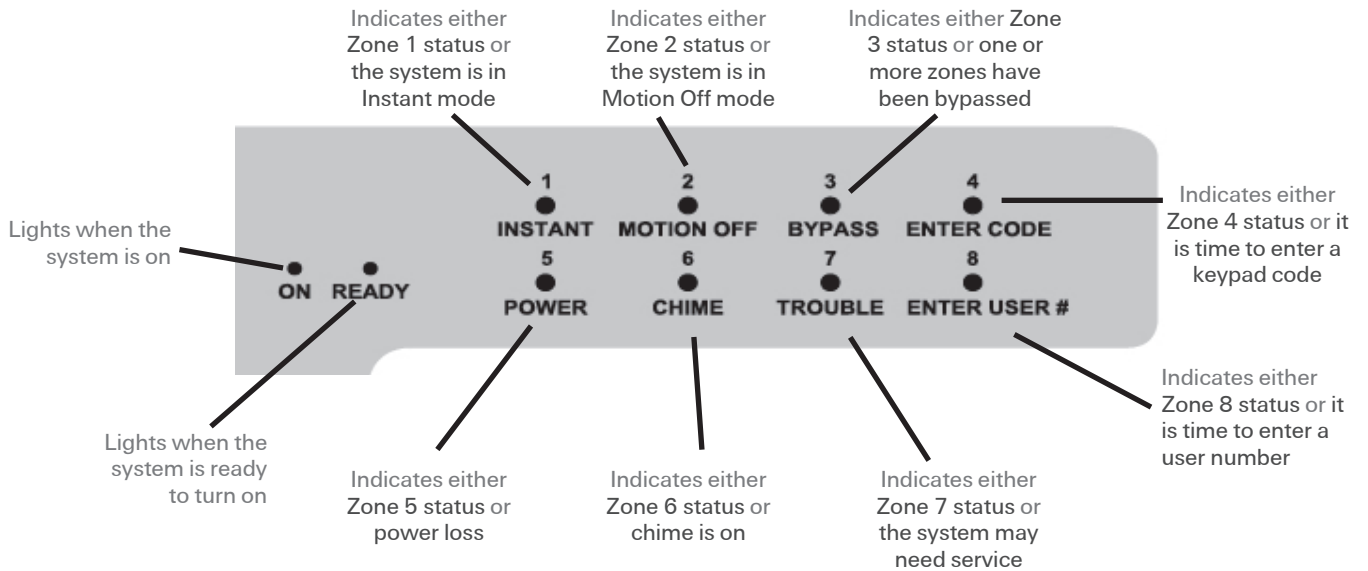 Indicates either
Zone 1 status or
the system is in
Instant mode
Indicates either
Zone 2 status or
the system is in
Motion Off mode
Indicates either Zone
3 status or one or
more zones have
been bypassed
1
INSTANT
2
MOTION OFF
3
BYPASS
4
ENTER CODE
Indicates either
Zone 4 status or it
is time to enter a
keypad code
Lights when the
system is on
ON
READY
5
POWER
6
CHIME
7
TROUBLE
8
ENTER USER #
Indicates either
Zone 8 status or it
is time to enter a
user number
Lights when the
system is ready
to turn on
Indicates either
Zone 5 status or
power loss
Indicates either
Zone 6 status or
chime is on
Indicates either
Zone 7 status or
the system may
need service